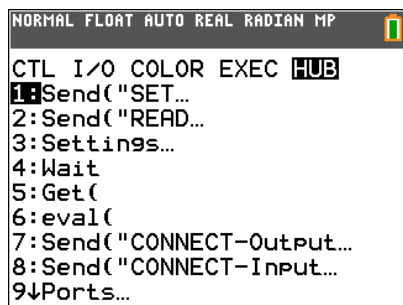 NORMAL FLOAT AUTO REAL RADIAN MP
CTL I/O COLOR EXEC HUB
1:Send("SET…
2:Send("READ…
3:Settings…
4:Wait
5:Get(
6:eval(
7:Send("CONNECT-Output…
8:Send("CONNECT-Input…
9↓Ports…